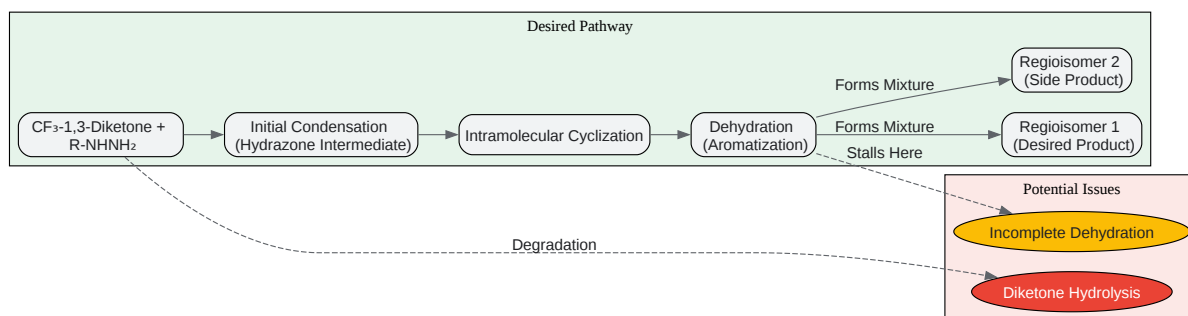 Desired Pathway
CF₃-1,3-Diketone +
R-NHNH₂
Initial Condensation
(Hydrazone Intermediate)
Intramolecular Cyclization
Dehydration
(Aromatization)
Forms Mixture
Regioisomer 2
(Side Product)
Forms Mixture
Regioisomer 1
(Desired Product)
Stalls Here
Potential Issues
Incomplete Dehydration
Degradation
Diketone Hydrolysis